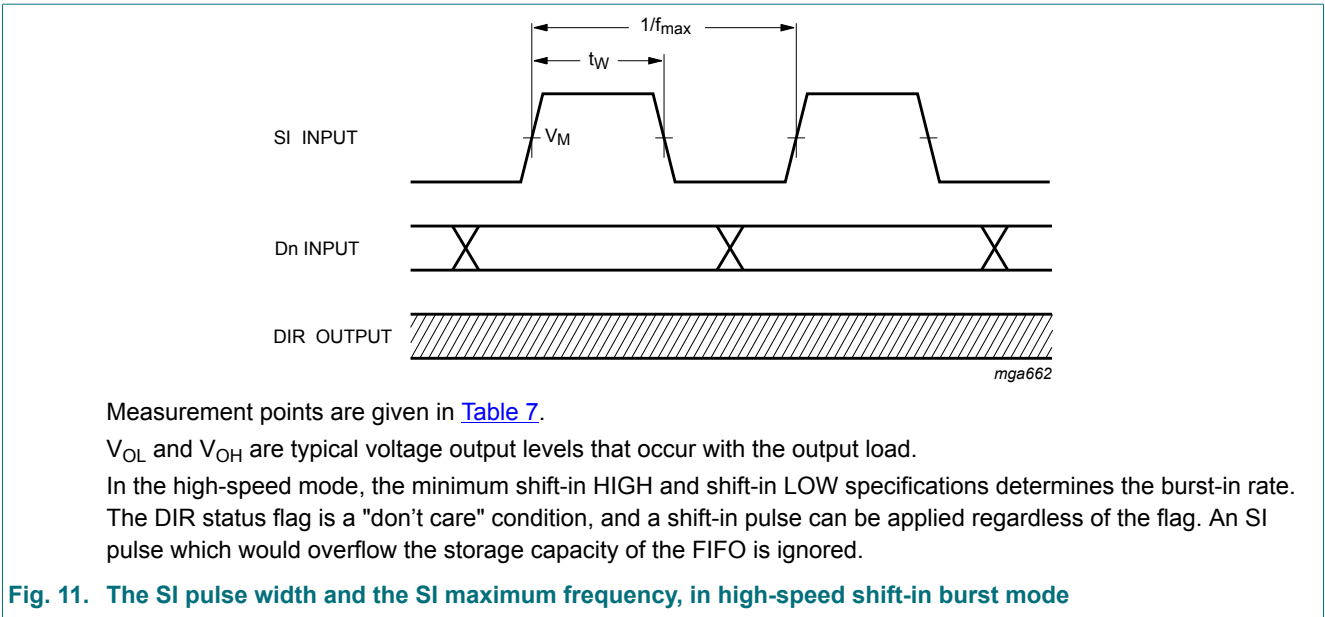 1/fmax
tW
SI INPUT
VM
Dn INPUT
DIR OUTPUT
mga662
Measurement points are given in Table 7.
VOL and VOH are typical voltage output levels that occur with the output load.
In the high-speed mode, the minimum shift-in HIGH and shift-in LOW specifications determines the burst-in rate.
The DIR status flag is a "don’t care" condition, and a shift-in pulse can be applied regardless of the flag. An SI
pulse which would overflow the storage capacity of the FIFO is ignored.
Fig. 11. The SI pulse width and the SI maximum frequency, in high-speed shift-in burst mode